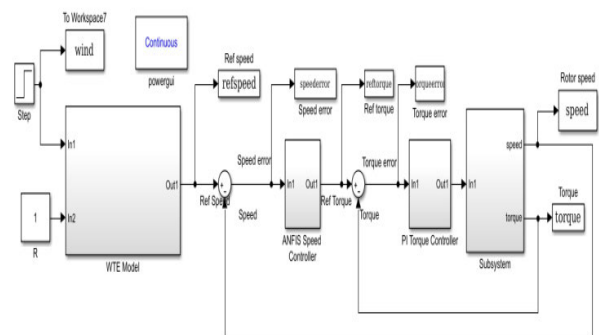 To Workspace7
wind
Continuous
powergui
Step
In1
In2
Out1
1
R
WTE Model
Ref speed
refspeed
Ref Speed
Speed error
Speed
speederror
Speed error
In1 Out1
ANFIS Speed
Controller
reftorque
Ref torque
Ref Torque
Torque error
Torque
Torque error
In1 Out1
PI Torque Controller
In1
speed
torque
Subsystem
Rotor speed
speed
Torque
torque